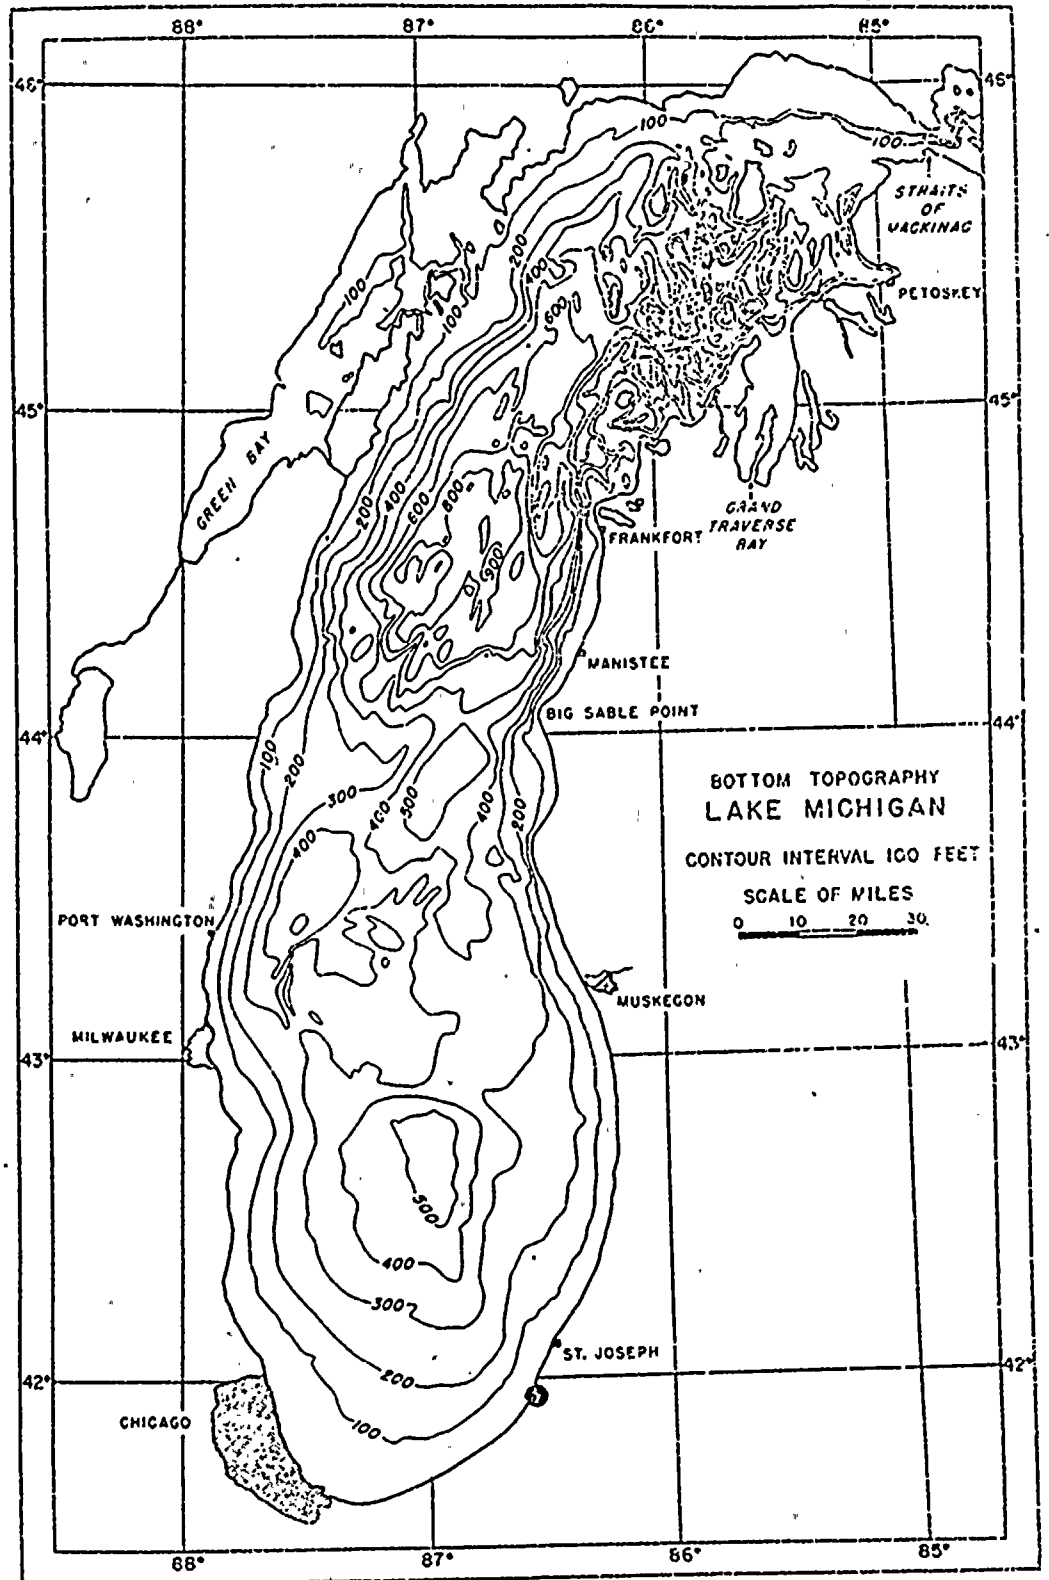 88° 87° 86° 85°
46° 46°
100
100
STRAITS
OF
MACKINAC
200
400
PETOSKEY
100
600
100
45° 45°
GREEN BAY
200
400
600
800
GRAND
TRAVERSE
BAY
FRANKFORT
900
MANISTEE
BIG SABLE POINT
44° 44°
100
200
300
400
500
400
200
BOTTOM TOPOGRAPHY
LAKE MICHIGAN
CONTOUR INTERVAL 100 FEET
SCALE OF MILES
0 10 20 30
400
PORT WASHINGTON
MUSKEGON
MILWAUKEE
43° 43°
500
400
300
ST. JOSEPH
200
42° 42°
CHICAGO
100
88° 87° 86° 85°